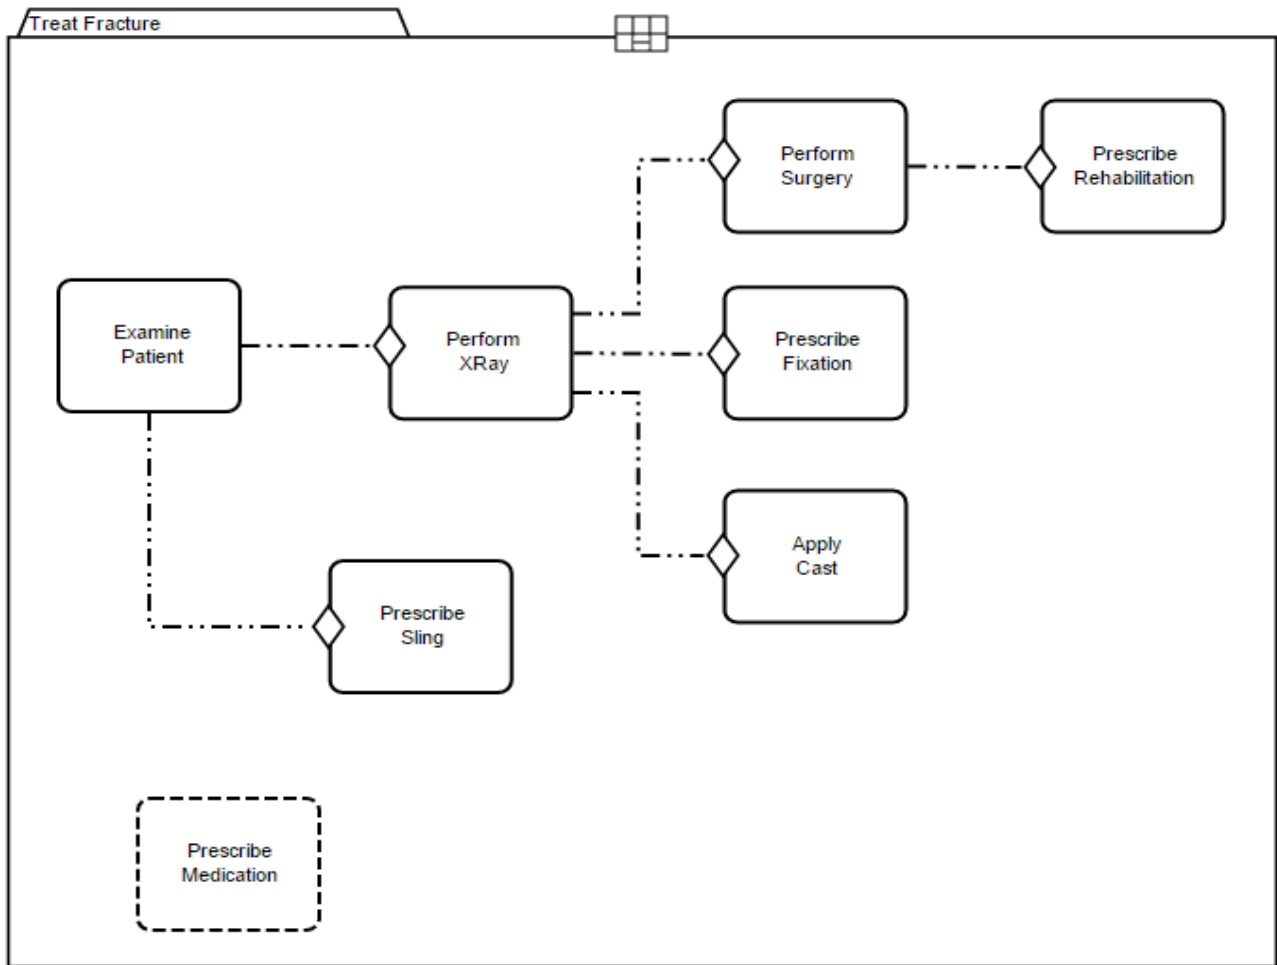 Treat Fracture
Perform
Surgery
Prescribe
Rehabilitation
Examine
Patient
Perform
XRay
Prescribe
Fixation
Apply
Cast
Prescribe
Sling
Prescribe
Medication